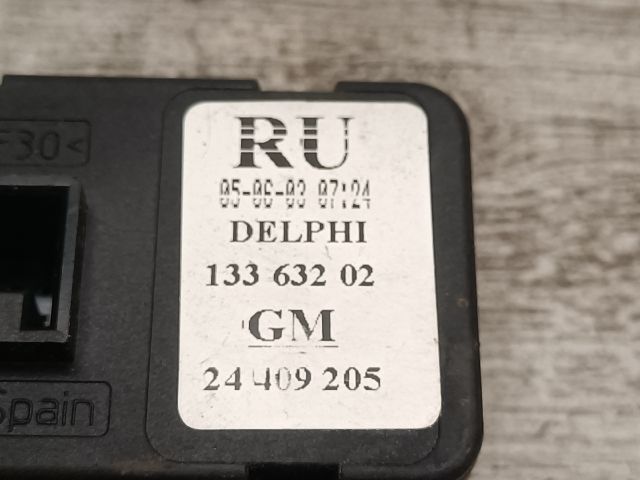 RU
05-06-03 07:24
DELPHI
133 632 02
GM
24 409 205
F30<
Spain